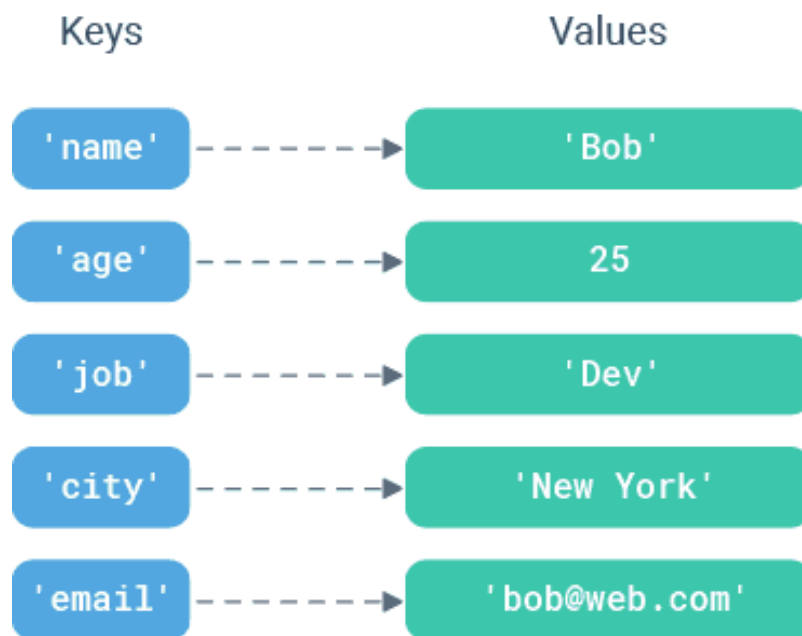 Keys Values
'name' 'Bob'
'age' 25
'job' 'Dev'
'city' 'New York'
'email' 'bob@web.com'